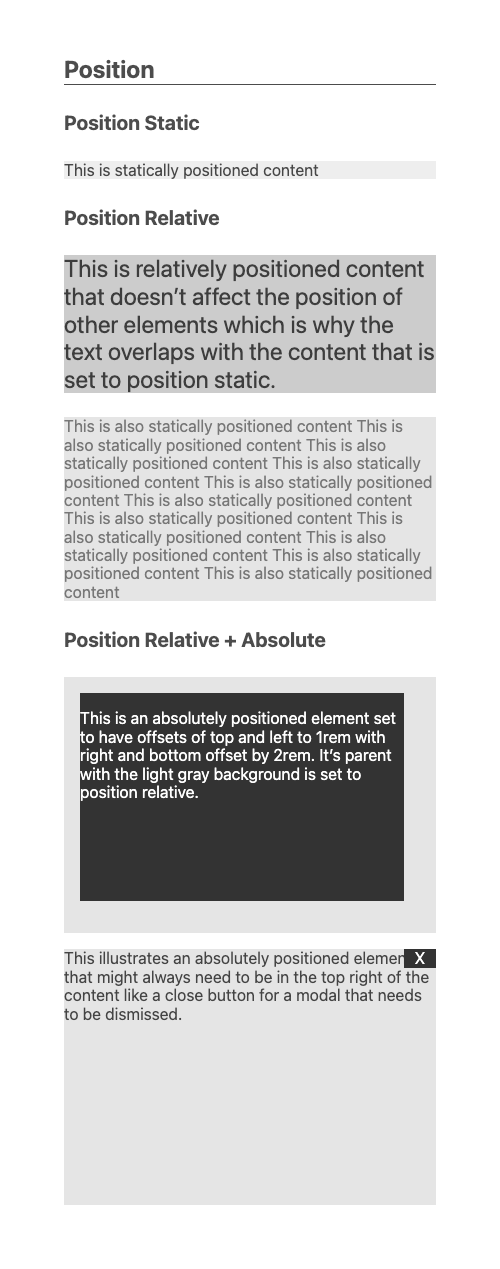 Position
Position Static
This is statically positioned content
Position Relative
This is relatively positioned content
that doesn’t affect the position of
other elements which is why the
text overlaps with the content that is
set to position static.
This is also statically positioned content This is
also statically positioned content This is also
statically positioned content This is also statically
positioned content This is also statically positioned
content This is also statically positioned content
This is also statically positioned content This is
also statically positioned content This is also
statically positioned content This is also statically
positioned content This is also statically positioned
content
Position Relative + Absolute
This is an absolutely positioned element set
to have offsets of top and left to 1rem with
right and bottom offset by 2rem. It’s parent
with the light gray background is set to
position relative.
This illustrates an absolutely positioned elemen X
that might always need to be in the top right of the
content like a close button for a modal that needs
to be dismissed.